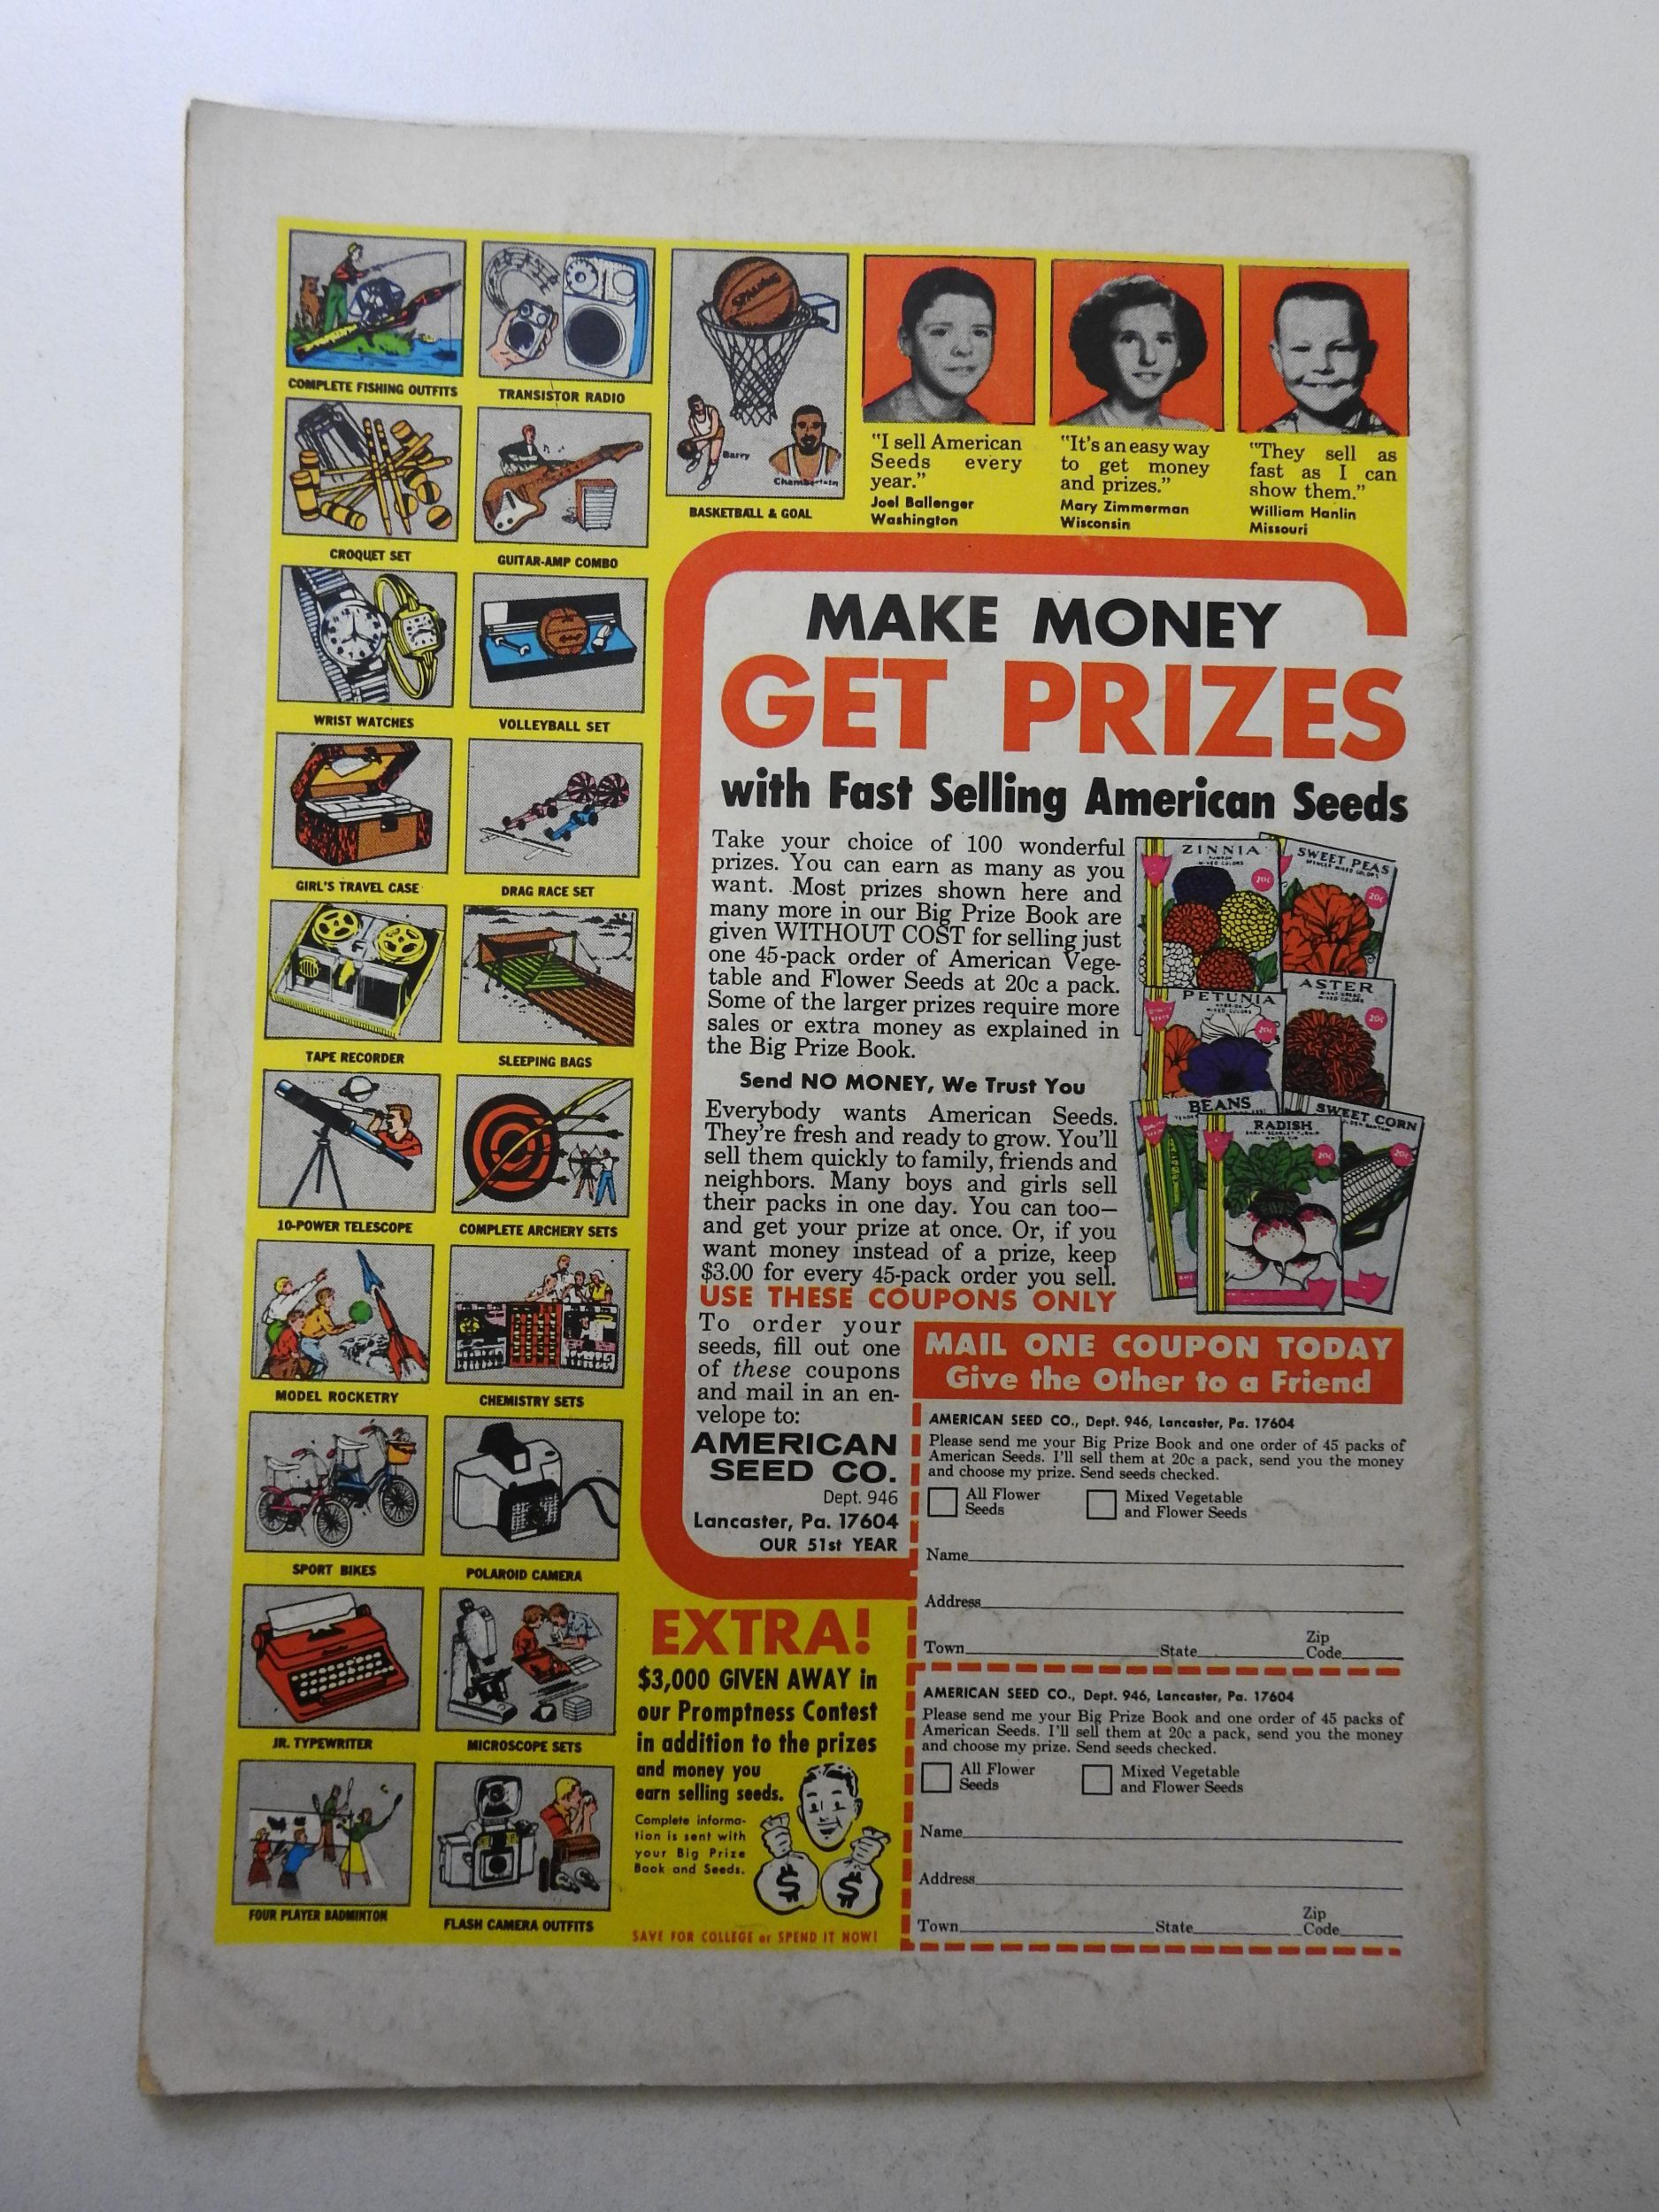 COMPLETE FISHING OUTFITS
TRANSISTOR RADIO
SPALDING
Barry
Chamberlain
BASKETBALL & GOAL
CROQUET SET
GUITAR-AMP COMBO
WRIST WATCHES
VOLLEYBALL SET
GIRL'S TRAVEL CASE
DRAG RACE SET
TAPE RECORDER
SLEEPING BAGS
10-POWER TELESCOPE
COMPLETE ARCHERY SETS
MODEL ROCKETRY
CHEMISTRY SETS
SPORT BIKES
POLAROID CAMERA
JR. TYPEWRITER
MICROSCOPE SETS
FOUR PLAYER BADMINTON
FLASH CAMERA OUTFITS
"I sell American
Seeds every
year."
Joel Ballenger
Washington
"It's an easy way
to get money
and prizes."
Mary Zimmerman
Wisconsin
"They sell as
fast as I can
show them."
William Hanlin
Missouri
MAKE MONEY
GET PRIZES
with Fast Selling American Seeds
Take your choice of 100 wonderful
prizes. You can earn as many as you
want. Most prizes shown here and
many more in our Big Prize Book are
given WITHOUT COST for selling just
one 45-pack order of American Vege-
table and Flower Seeds at 20c a pack.
Some of the larger prizes require more
sales or extra money as explained in
the Big Prize Book.
Send NO MONEY, We Trust You
Everybody wants American Seeds.
They're fresh and ready to grow. You'll
sell them quickly to family, friends and
neighbors. Many boys and girls sell
their packs in one day. You can too—
and get your prize at once. Or, if you
want money instead of a prize, keep
$3.00 for every 45-pack order you sell.
USE THESE COUPONS ONLY
To order your
seeds, fill out one
of these coupons
and mail in an en-
velope to:
AMERICAN
SEED CO.
Dept. 946
Lancaster, Pa. 17604
OUR 51st YEAR
ZINNIA
MIXED COLORS
20c
SWEET PEAS
MIXED COLORS
20c
PETUNIA
MIXED COLORS
20c
ASTER
MIXED COLORS
20c
BEANS
RADISH
20c
SWEET CORN
20c
MAIL ONE COUPON TODAY
Give the Other to a Friend
AMERICAN SEED CO., Dept. 946, Lancaster, Pa. 17604
Please send me your Big Prize Book and one order of 45 packs of
American Seeds. I'll sell them at 20c a pack, send you the money
and choose my prize. Send seeds checked.
All Flower
Seeds
Mixed Vegetable
and Flower Seeds
Name
Address
Town State Zip
Code
AMERICAN SEED CO., Dept. 946, Lancaster, Pa. 17604
Please send me your Big Prize Book and one order of 45 packs of
American Seeds. I'll sell them at 20c a pack, send you the money
and choose my prize. Send seeds checked.
All Flower
Seeds
Mixed Vegetable
and Flower Seeds
Name
Address
Town State Zip
Code
EXTRA!
$3,000 GIVEN AWAY in
our Promptness Contest
in addition to the prizes
and money you
earn selling seeds.
Complete informa-
tion is sent with
your Big Prize
Book and Seeds.
$ $
SAVE FOR COLLEGE or SPEND IT NOW!